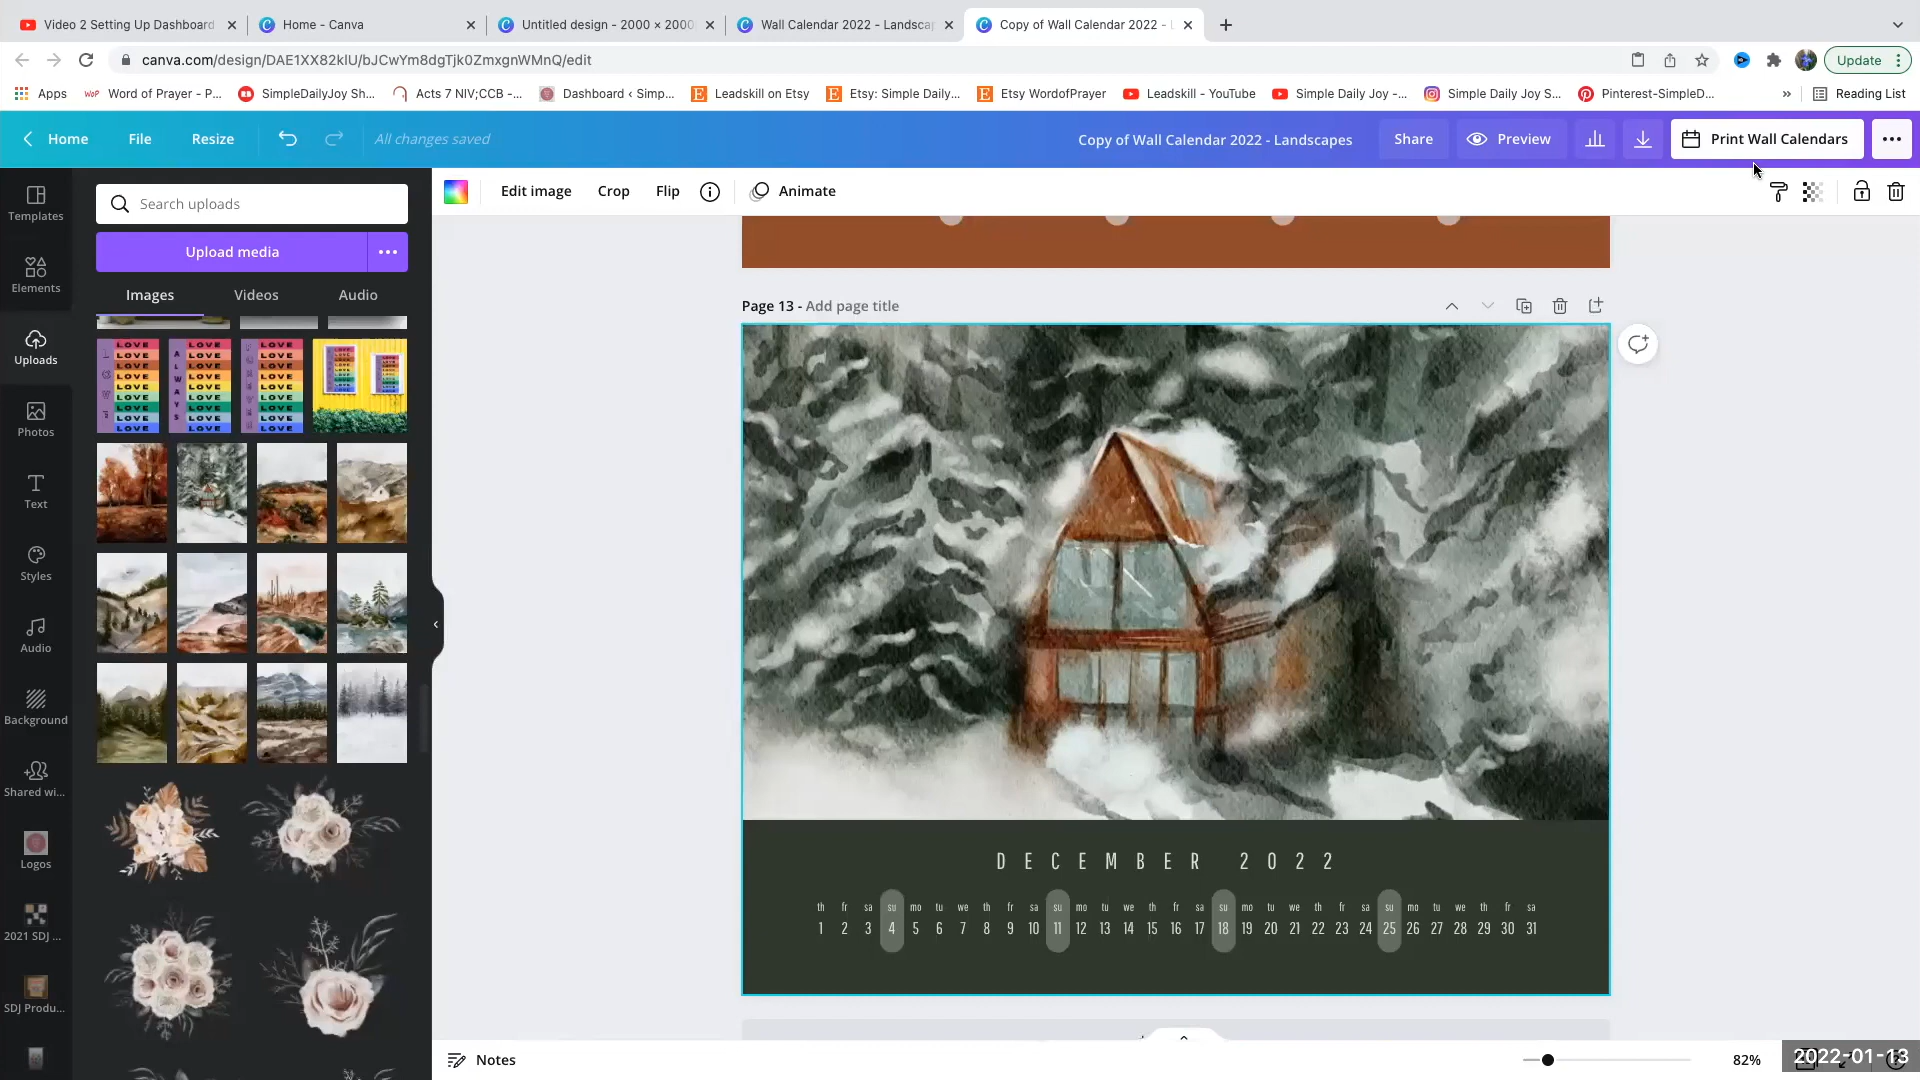 Video 2 Setting Up Dashboard
Home - Canva
Untitled design - 2000 × 2000
Wall Calendar 2022 - Landscap
Copy of Wall Calendar 2022 - L
canva.com/design/DAE1XX82klU/bJCwYm8dgTjk0ZmxgnWMnQ/edit
Update
Apps
Word of Prayer - P...
SimpleDailyJoy Sh...
Acts 7 NIV;CCB -...
Dashboard ‹ Simp...
Leadskill on Etsy
Etsy: Simple Daily...
Etsy WordofPrayer
Leadskill - YouTube
Simple Daily Joy -...
Simple Daily Joy S...
Pinterest-SimpleD...
»
Reading List
Home
File
Resize
All changes saved
Copy of Wall Calendar 2022 - Landscapes
Share
Preview
Print Wall Calendars
Edit image
Crop
Flip
Animate
Search uploads
Upload media
Images
Videos
Audio
Templates
Elements
Uploads
Photos
Text
Styles
Audio
Background
Shared wi...
Logos
2021 SDJ ...
SDJ Produ...
Page 13 - Add page title
DECEMBER 2022
th fr sa su mo tu we th fr sa su mo tu we th fr sa su mo tu we th fr sa su mo tu we th fr sa
1 2 3 4 5 6 7 8 9 10 11 12 13 14 15 16 17 18 19 20 21 22 23 24 25 26 27 28 29 30 31
Notes
82%
2022-01-13